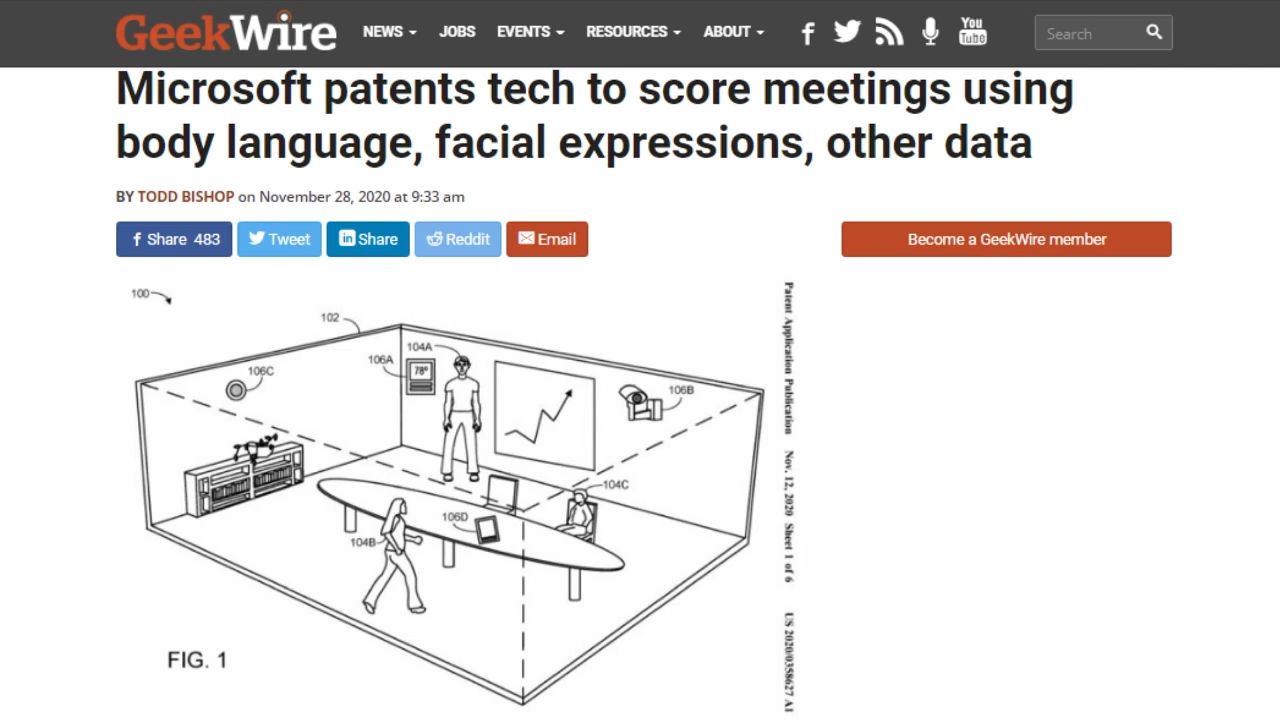 GeekWire NEWS JOBS EVENTS RESOURCES ABOUT You Tube Search
Microsoft patents tech to score meetings using
body language, facial expressions, other data
BY TODD BISHOP on November 28, 2020 at 9:33 am
Share 483 Tweet in Share Reddit Email Become a GeekWire member
100
102
104A
106A
78°
106C
106B
104C
106D
104B
FIG. 1
Patent Application Publication Nov. 12, 2020 Sheet 1 of 6 US 2020/0358627 A1